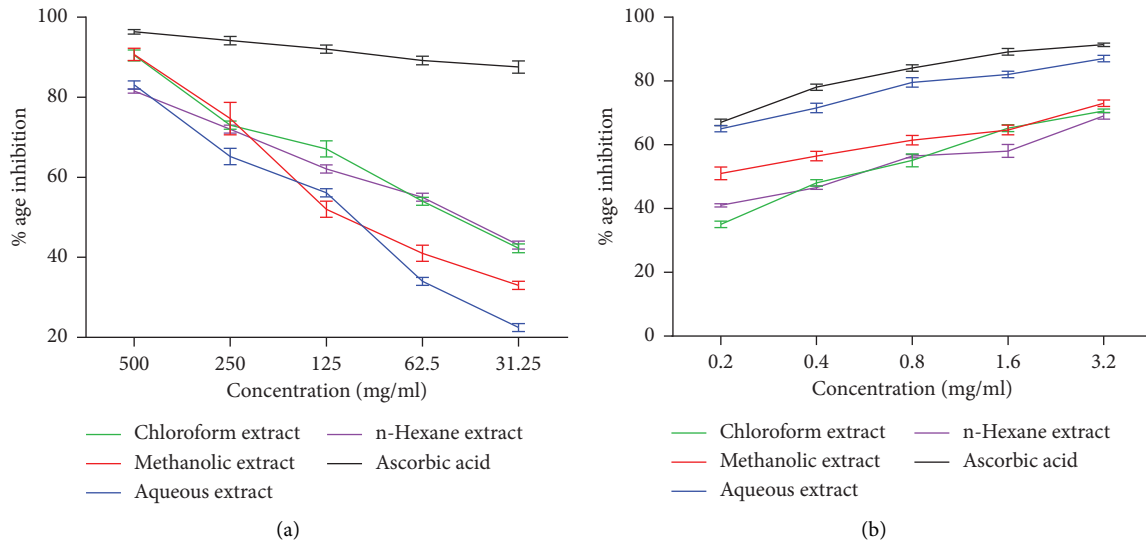 100
80
60
40
20
% age inhibition
500 250 125 62.5 31.25
Concentration (mg/ml)
Chloroform extract n-Hexane extract
Methanolic extract Ascorbic acid
Aqueous extract
(a)
100
80
60
40
20
0
% age inhibition
0.2 0.4 0.8 1.6 3.2
Concentration (mg/ml)
Chloroform extract n-Hexane extract
Methanolic extract Ascorbic acid
Aqueous extract
(b)